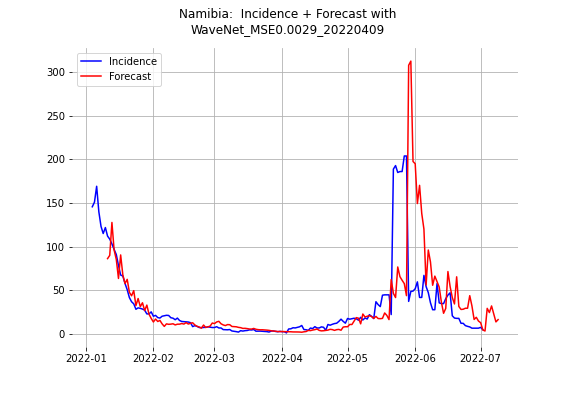 Namibia:  Incidence + Forecast with
WaveNet_MSE0.0029_20220409
Incidence
Forecast
300
250
200
150
100
50
0
2022-01 2022-02 2022-03 2022-04 2022-05 2022-06 2022-07